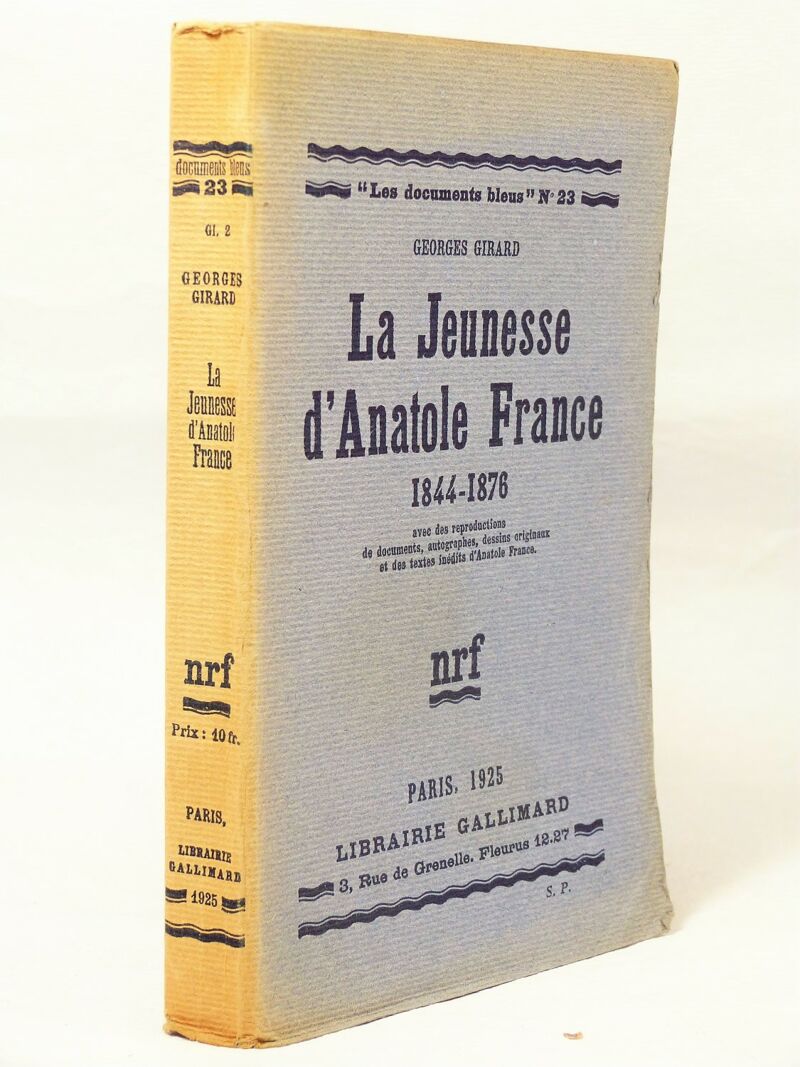 documents bleus
23
Gl. 2
GEORGES
GIRARD
La
Jeunesse
d'Anatole
France
nrf
Prix : 10 fr.
PARIS,
LIBRAIRIE
GALLIMARD
1925
"Les documents bleus" N° 23
GEORGES GIRARD
La Jeunesse
d'Anatole France
1844-1876
avec des reproductions
de documents, autographes, dessins originaux
et des textes inédits d'Anatole France.
nrf
PARIS, 1925
LIBRAIRIE GALLIMARD
3, Rue de Grenelle. Fleurus 12.27
S. P.